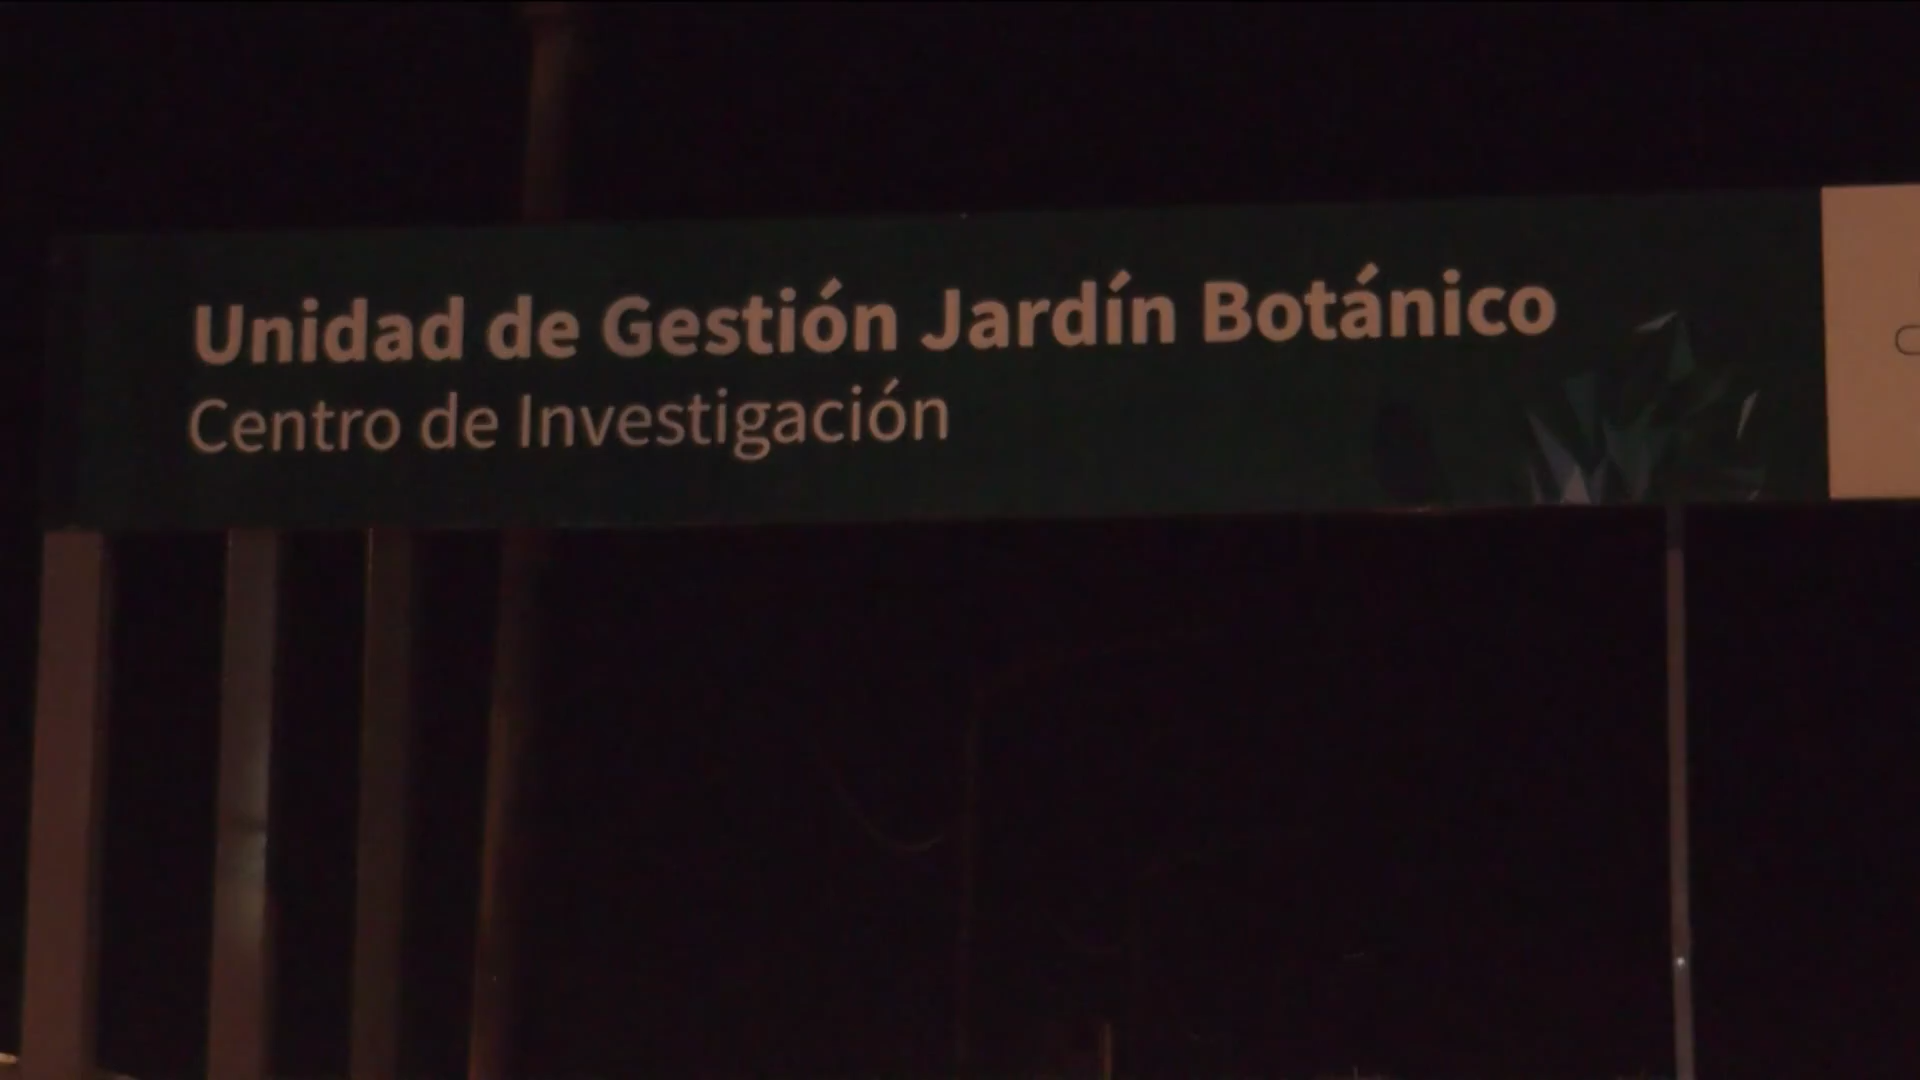 Unidad de Gestión Jardín Botánico
Centro de Investigación